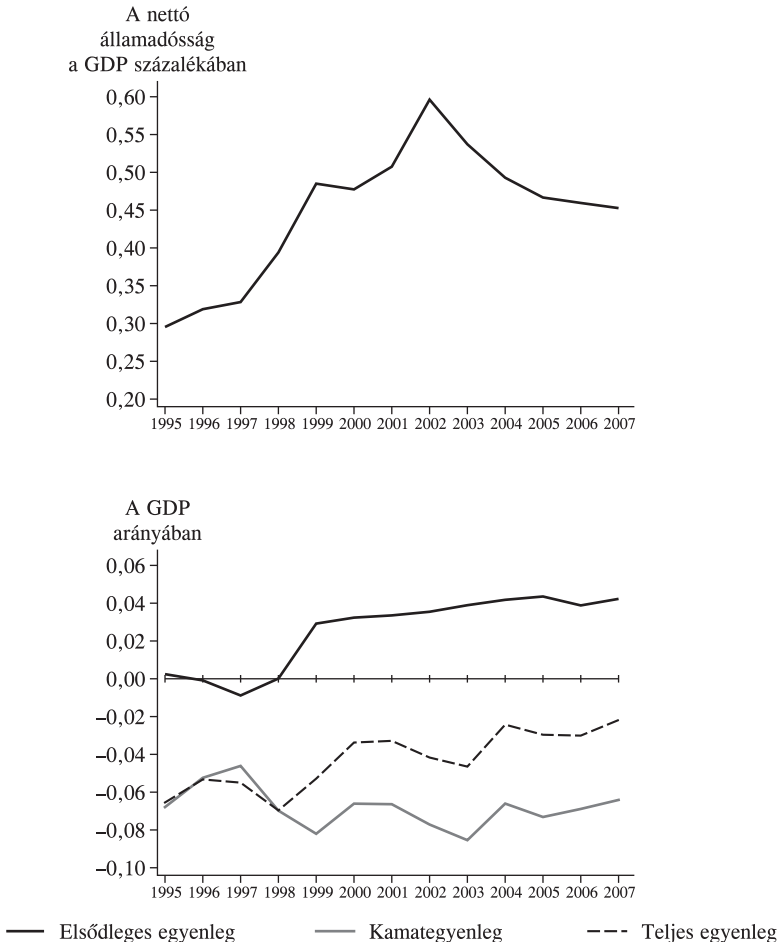 A nettó
államadósság
a GDP százalékában
0,60
0,55
0,50
0,45
0,40
0,35
0,30
0,25
0,20
1995 1996 1997 1998 1999 2000 2001 2002 2003 2004 2005 2006 2007
A GDP
arányában
0,06
0,04
0,02
0,00
–0,02
–0,04
–0,06
–0,08
–0,10
1995 1996 1997 1998 1999 2000 2001 2002 2003 2004 2005 2006 2007
Elsődleges egyenleg Kamategyenleg Teljes egyenleg